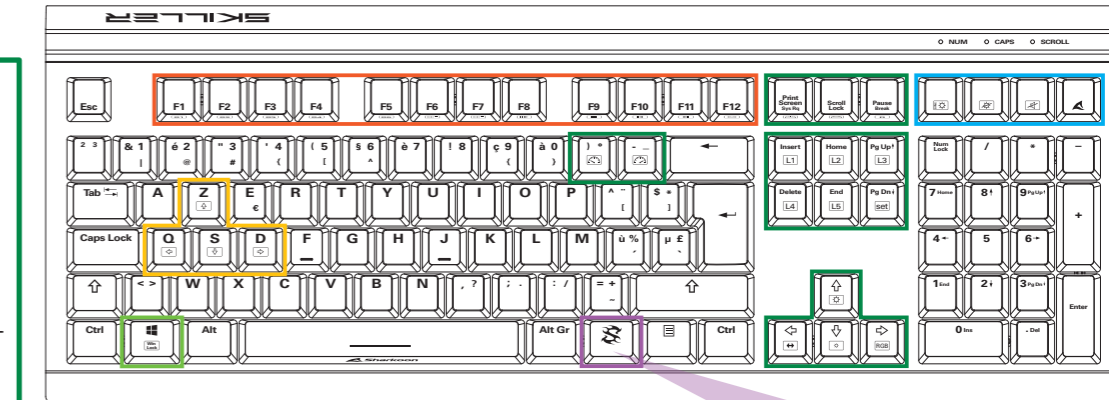 SKILLER
NUM CAPS SCROLL
Esc F1 F2 F3 F4 F5 F6 F7 F8 F9 F10 F11 F12 Print Screen Sys Rq Scroll Lock Pause Break
2 3 & 1 | é 2 @ " 3 # ' 4 { ( 5 [ § 6 ^ è 7 ! 8 ç 9 { à 0 } ) ° - _ ← Insert L1 Home L2 Pg Up↑ L3 Num Lock / * -
Tab A Z E € R T Y U I O P ^ ¨ [ $ * ] Delete L4 End L5 Pg Dn↓ set 7 Home 8 ↑ 9 Pg Up↑ +
Caps Lock Q S D F G H J K L M ù % ´ µ £ ` 4 ← 5 6 →
⇧ < > W X C V B N , ? ; . : / = + ~ ⇧ 1 End 2 ↓ 3 Pg Dn↓ Enter
Ctrl Win Lock Alt Sharkoon Alt Gr Ctrl RGB 0 Ins . Del